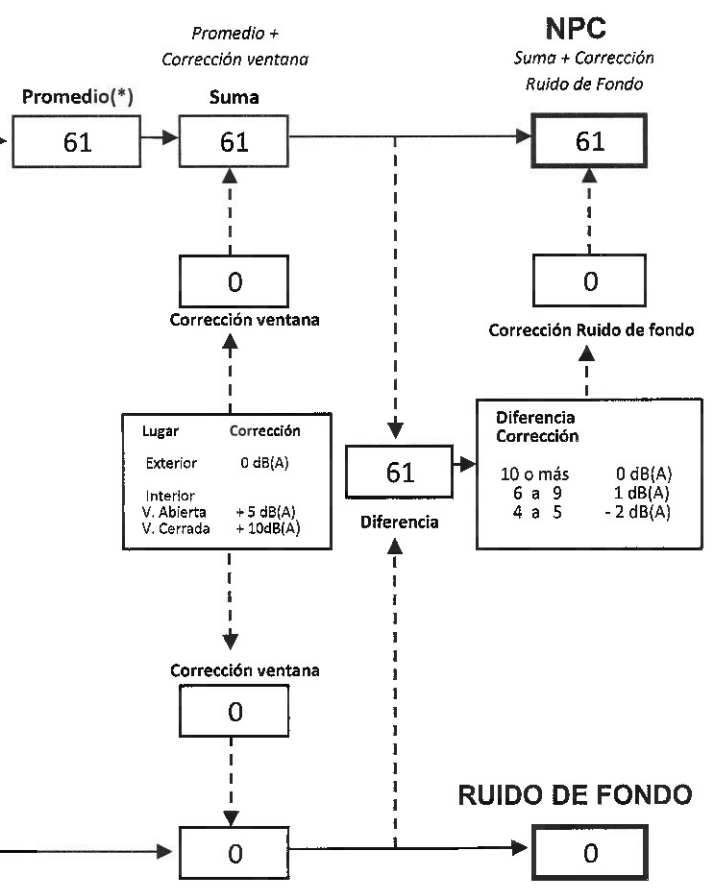 Promedio +
Corrección ventana
NPC
Suma + Corrección
Ruido de Fondo
Promedio(*)
Suma
61
61
61
0
0
Corrección ventana
Corrección Ruido de fondo
Lugar Corrección
Exterior 0 dB(A)
Interior
V. Abierta + 5 dB(A)
V. Cerrada + 10dB(A)
61
Diferencia
Diferencia
Corrección
10 o más 0 dB(A)
6 a 9 1 dB(A)
4 a 5 - 2 dB(A)
Corrección ventana
0
RUIDO DE FONDO
0
0